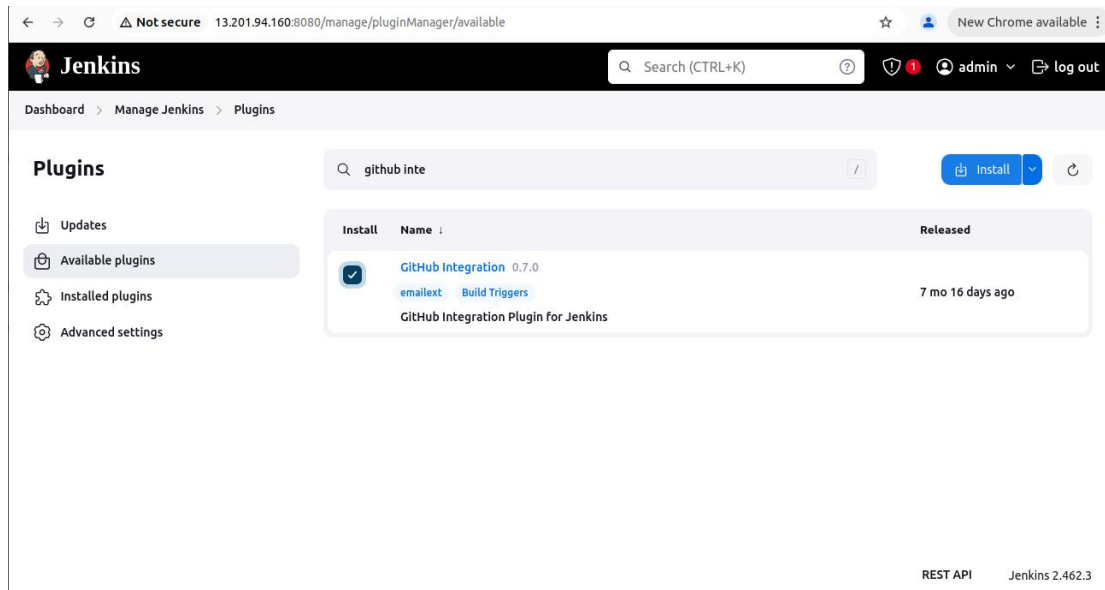 Not secure 13.201.94.160:8080/manage/pluginManager/available New Chrome available
Jenkins Search (CTRL+K) ? 1 admin log out
Dashboard > Manage Jenkins > Plugins
Plugins github inte / Install
Updates
Available plugins
Installed plugins
Advanced settings
Install Name ↓ Released
GitHub Integration 0.7.0
emailext Build Triggers
GitHub Integration Plugin for Jenkins
7 mo 16 days ago
REST API Jenkins 2.462.3